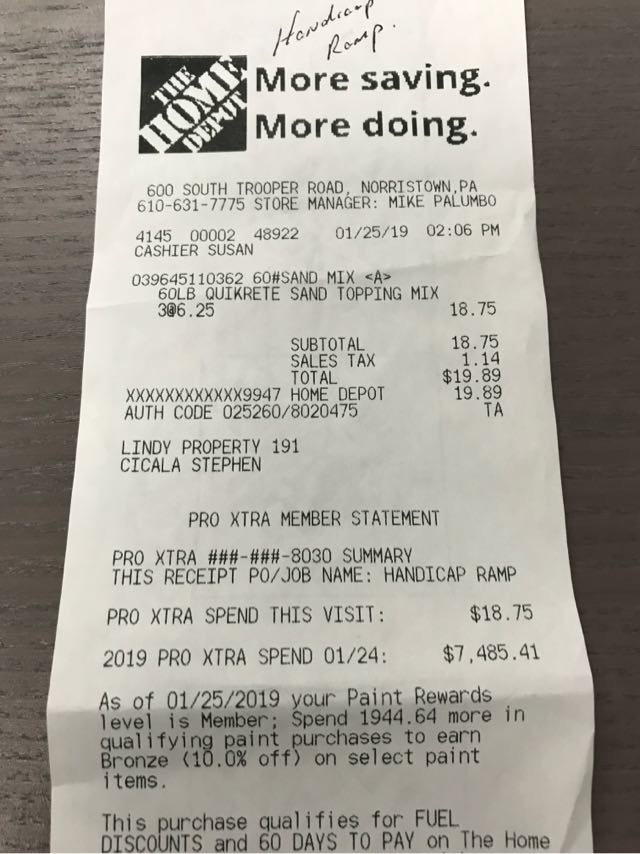 Handicap
Ramp.
THE
HOME
DEPOT
More saving.
More doing.
600 SOUTH TROOPER ROAD, NORRISTOWN,PA
610-631-7775 STORE MANAGER: MIKE PALUMBO
4145 00002 48922 01/25/19 02:06 PM
CASHIER SUSAN
039645110362 60#SAND MIX <A>
60LB QUIKRETE SAND TOPPING MIX
3@6.25 18.75
SUBTOTAL 18.75
SALES TAX 1.14
TOTAL $19.89
XXXXXXXXXXXX9947 HOME DEPOT 19.89
AUTH CODE 025260/8020475 TA
LINDY PROPERTY 191
CICALA STEPHEN
PRO XTRA MEMBER STATEMENT
PRO XTRA ###-###-8030 SUMMARY
THIS RECEIPT PO/JOB NAME: HANDICAP RAMP
PRO XTRA SPEND THIS VISIT: $18.75
2019 PRO XTRA SPEND 01/24: $7,485.41
As of 01/25/2019 your Paint Rewards
level is Member; Spend 1944.64 more in
qualifying paint purchases to earn
Bronze (10.0% off) on select paint
items.
This purchase qualifies for FUEL
DISCOUNTS and 60 DAYS TO PAY on The Home